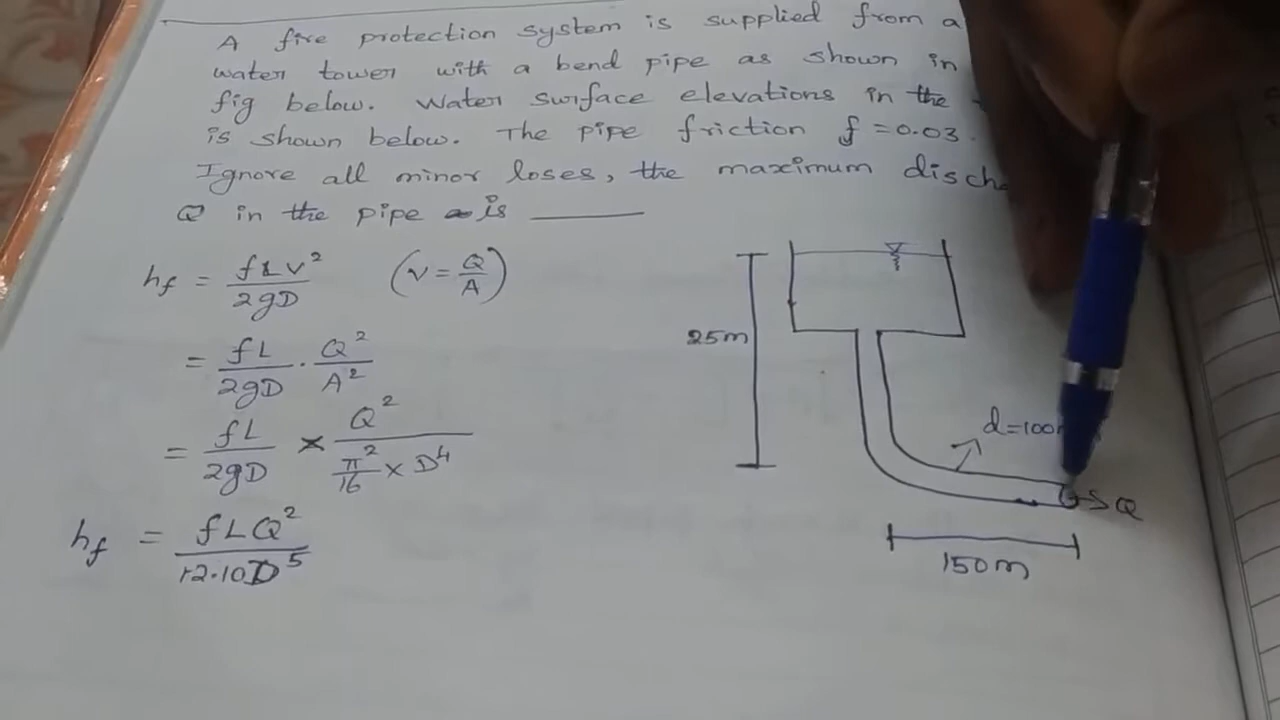 A fire protection system is supplied from a
water tower with a bend pipe as shown in
fig below. Water surface elevations in the
is shown below. The pipe friction f = 0.03.
Ignore all minor loses, the maximum disch
Q in the pipe is ______
h_f = fLv²/2gD (v = Q/A)
= fL/2gD · Q²/A²
= fL/2gD × Q²/(π²/16 × D⁴)
h_f = fLQ²/12.10D⁵
25m
d=100
Q
150m